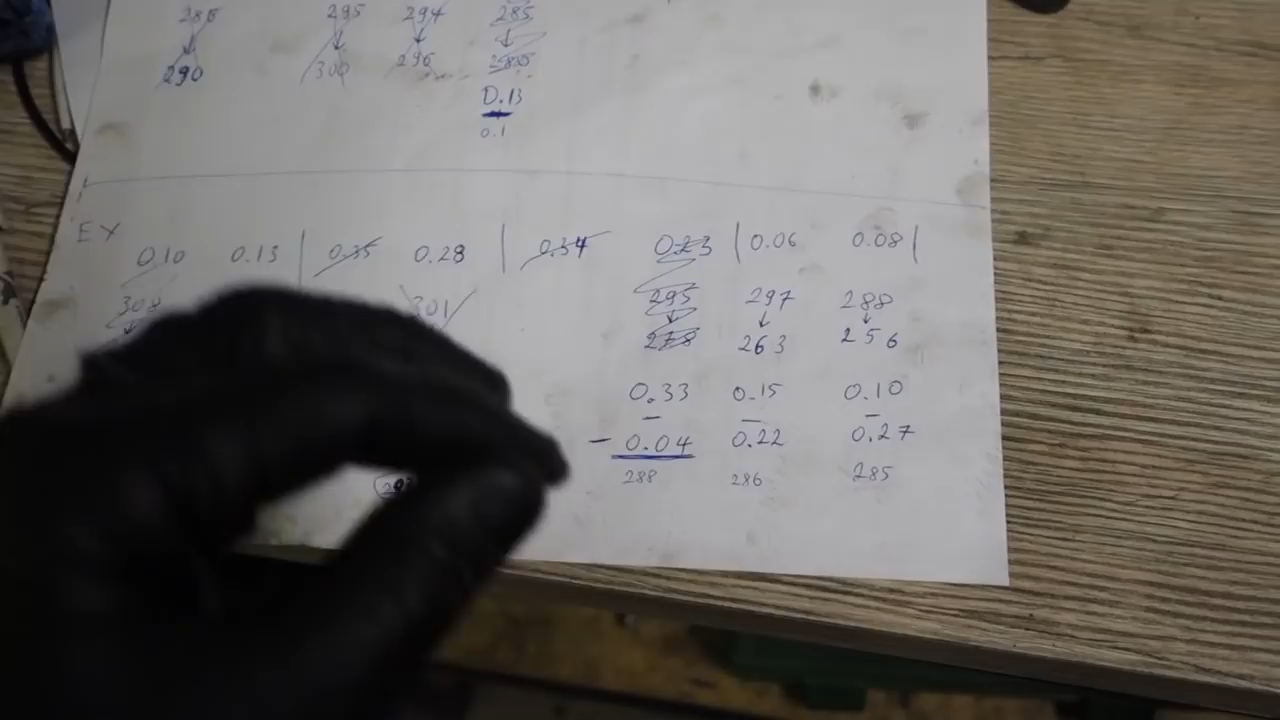 286 295 294 285
290 300 296
0.13
0.1
EX
0.10 0.13 0.35 0.28 0.34 0.23 0.06 0.08
308 301 295 297 288
278 263 256
0.33 0.15 0.10
- 0.04 0.22 0.27
288 286 285